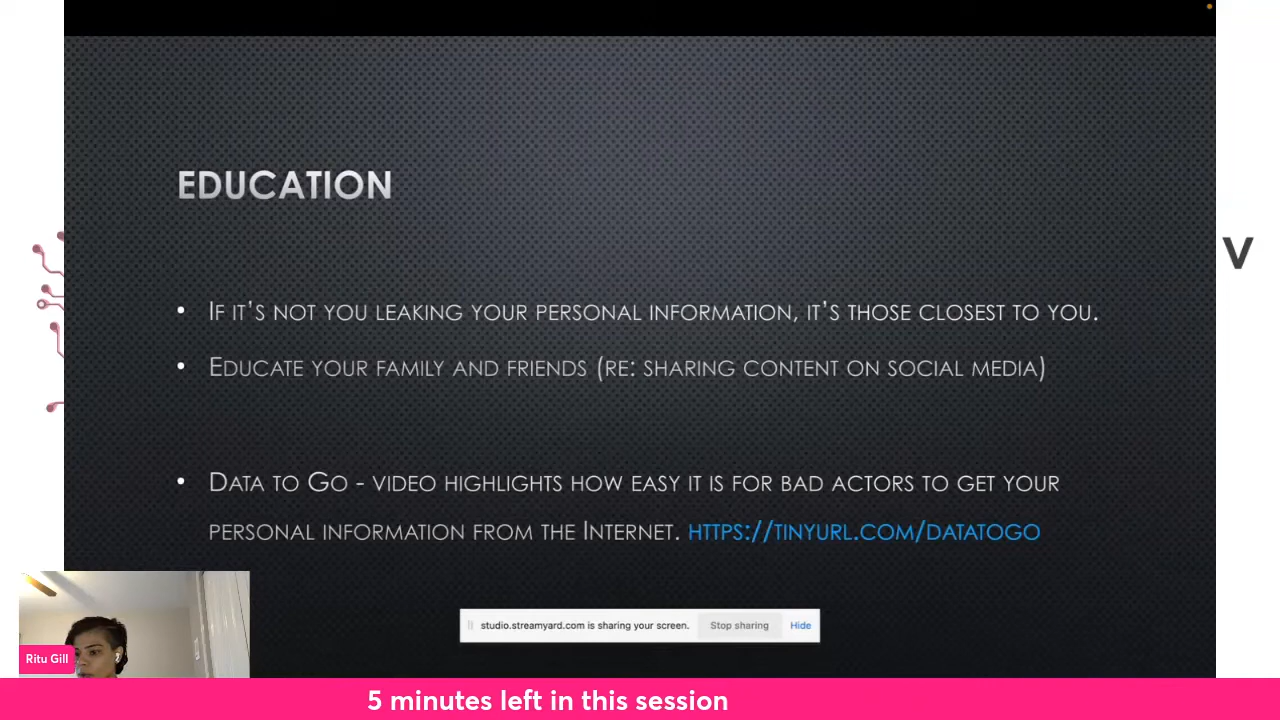 EDUCATION
V
• IF IT'S NOT YOU LEAKING YOUR PERSONAL INFORMATION, IT'S THOSE CLOSEST TO YOU.
• EDUCATE YOUR FAMILY AND FRIENDS (RE: SHARING CONTENT ON SOCIAL MEDIA)
• DATA TO GO - VIDEO HIGHLIGHTS HOW EASY IT IS FOR BAD ACTORS TO GET YOUR
PERSONAL INFORMATION FROM THE INTERNET. HTTPS://TINYURL.COM/DATATOGO
studio.streamyard.com is sharing your screen. Stop sharing Hide
Ritu Gill
5 minutes left in this session